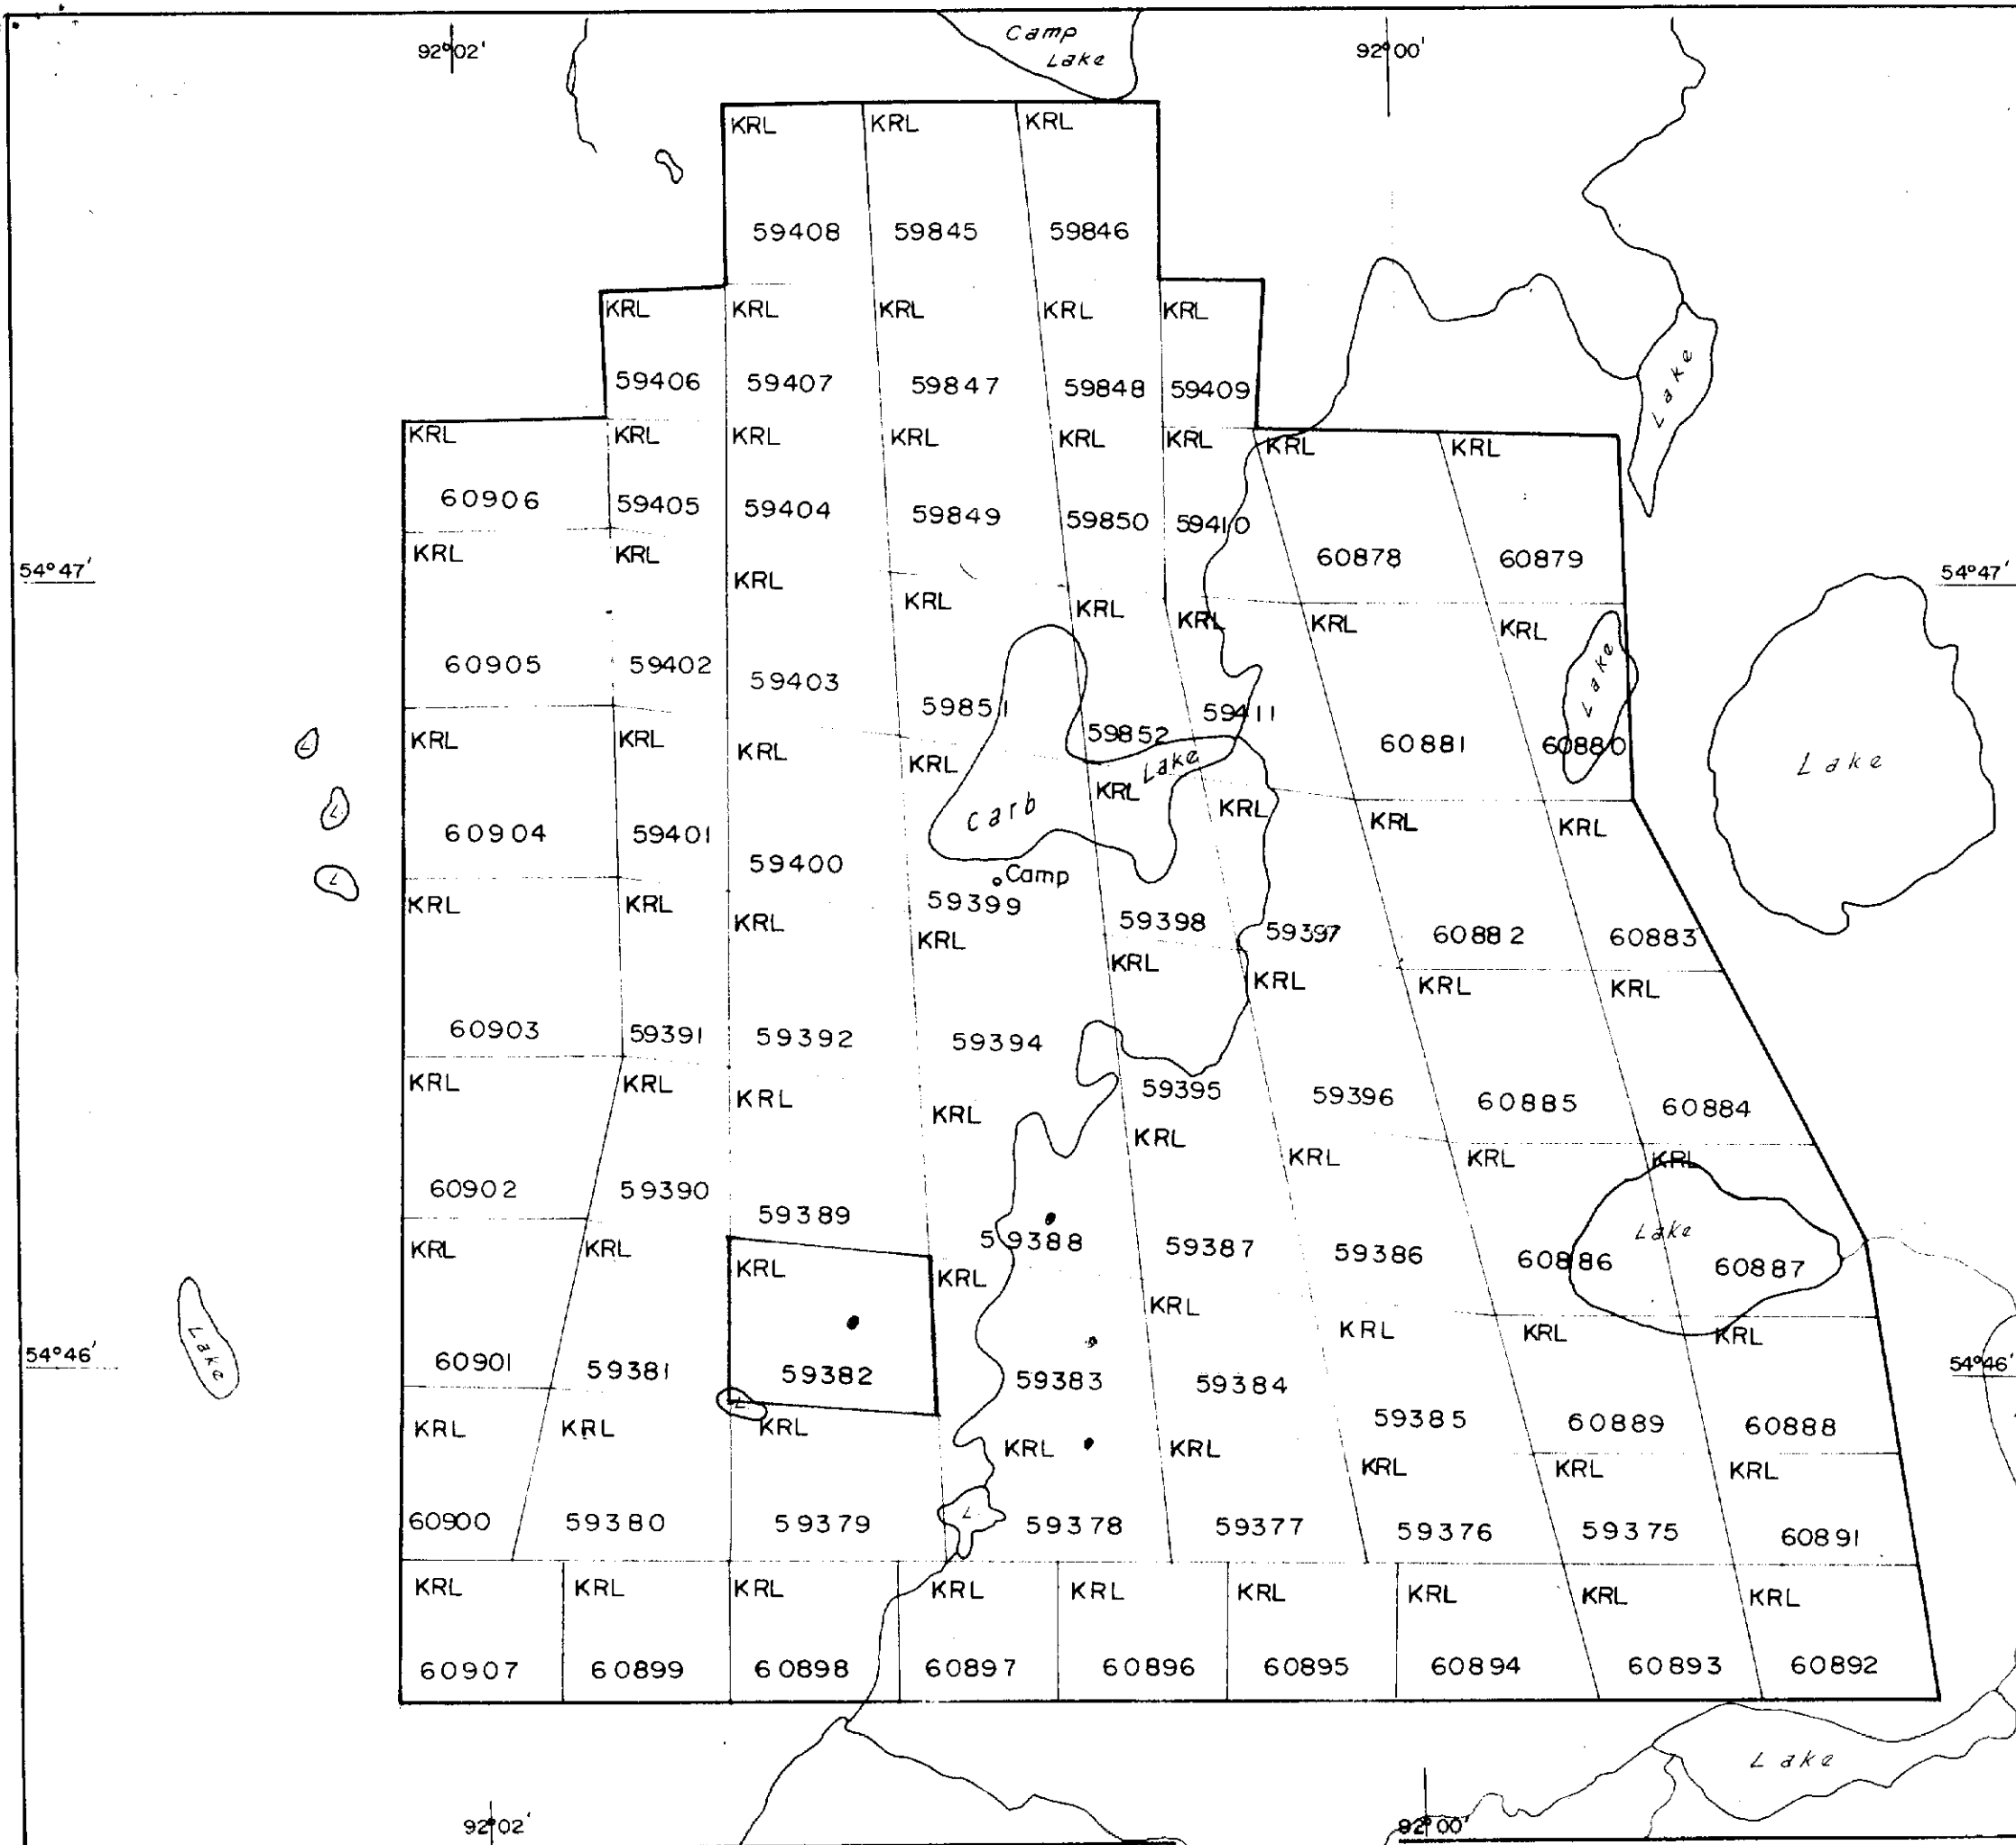 Camp
Lake
92°02' 92°00'
KRL KRL KRL
59408 59845 59846
KRL KRL KRL KRL KRL
59406 59407 59847 59848 59409
Lake
KRL KRL KRL KRL KRL KRL KRL KRL
60906 59405 59404 59849 59850 59410 60878 60879
54°47' 54°47'
KRL KRL KRL KRL KRL KRL KRL KRL
60905 59402 59403 59851 59852 59411 60881 60880
Lake
Lake
KRL KRL KRL KRL KRL KRL KRL KRL
Carb Lake
L
L
L
60904 59401 59400 59399 59398 59397 60882 60883
Camp
KRL KRL KRL KRL KRL KRL KRL KRL
60903 59391 59392 59394 59395 59396 60885 60884
KRL KRL KRL KRL KRL KRL KRL KRL
60902 59390 59389 59388 59387 59386 60886 60887
Lake
KRL KRL KRL KRL KRL KRL KRL KRL
60901 59381 59382 59383 59384 59385 60889 60888
Lake
54°46' 54°46'
L
KRL KRL KRL KRL KRL KRL KRL KRL
60900 59380 59379 59378 59377 59376 59375 60891
L
KRL KRL KRL KRL KRL KRL KRL KRL KRL
60907 60899 60898 60897 60896 60895 60894 60893 60892
Lake
92°02' 92°00'